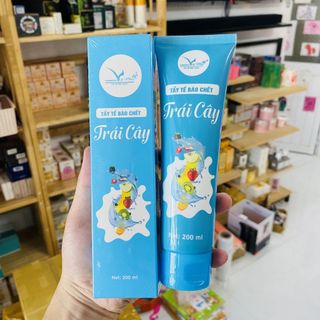 TẨY TẾ BÀO CHẾT
Trái Cây
Net: 200 ml
TẨY TẾ BÀO CHẾT
Trái Cây
Net: 200 ml